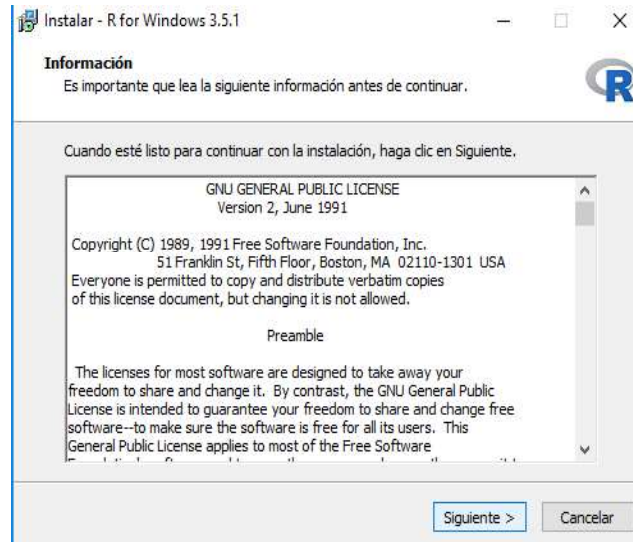 Instalar - R for Windows 3.5.1
Información
Es importante que lea la siguiente información antes de continuar.
R
Cuando esté listo para continuar con la instalación, haga clic en Siguiente.
GNU GENERAL PUBLIC LICENSE
Version 2, June 1991
Copyright (C) 1989, 1991 Free Software Foundation, Inc.
51 Franklin St, Fifth Floor, Boston, MA 02110-1301 USA
Everyone is permitted to copy and distribute verbatim copies
of this license document, but changing it is not allowed.
Preamble
The licenses for most software are designed to take away your
freedom to share and change it. By contrast, the GNU General Public
License is intended to guarantee your freedom to share and change free
software--to make sure the software is free for all its users. This
General Public License applies to most of the Free Software
Siguiente >
Cancelar